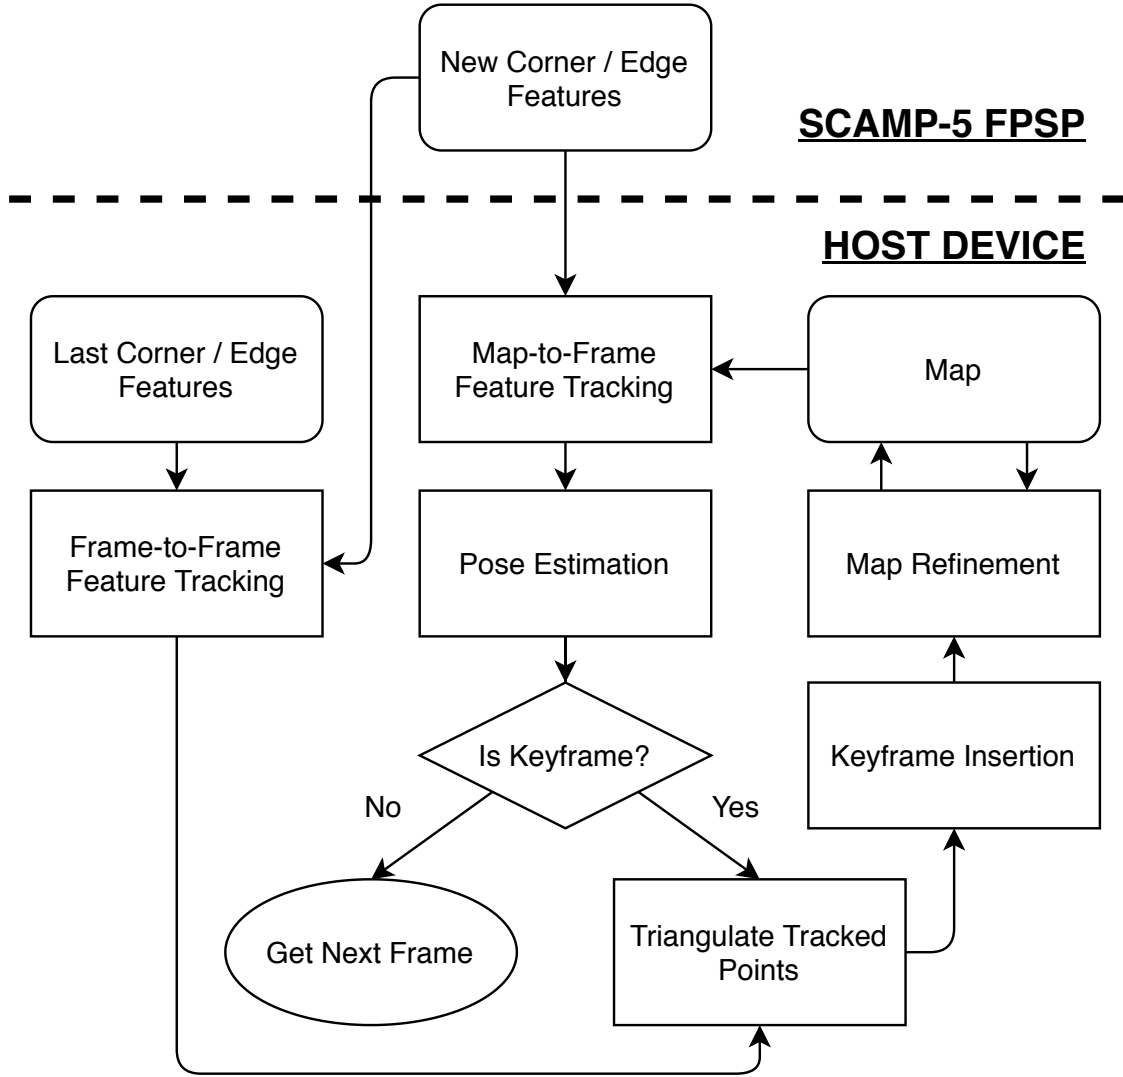 New Corner / Edge
Features
SCAMP-5 FPSP
HOST DEVICE
Last Corner / Edge
Features
Map-to-Frame
Feature Tracking
Map
Frame-to-Frame
Feature Tracking
Pose Estimation
Map Refinement
Is Keyframe?
Keyframe Insertion
No
Yes
Get Next Frame
Triangulate Tracked
Points